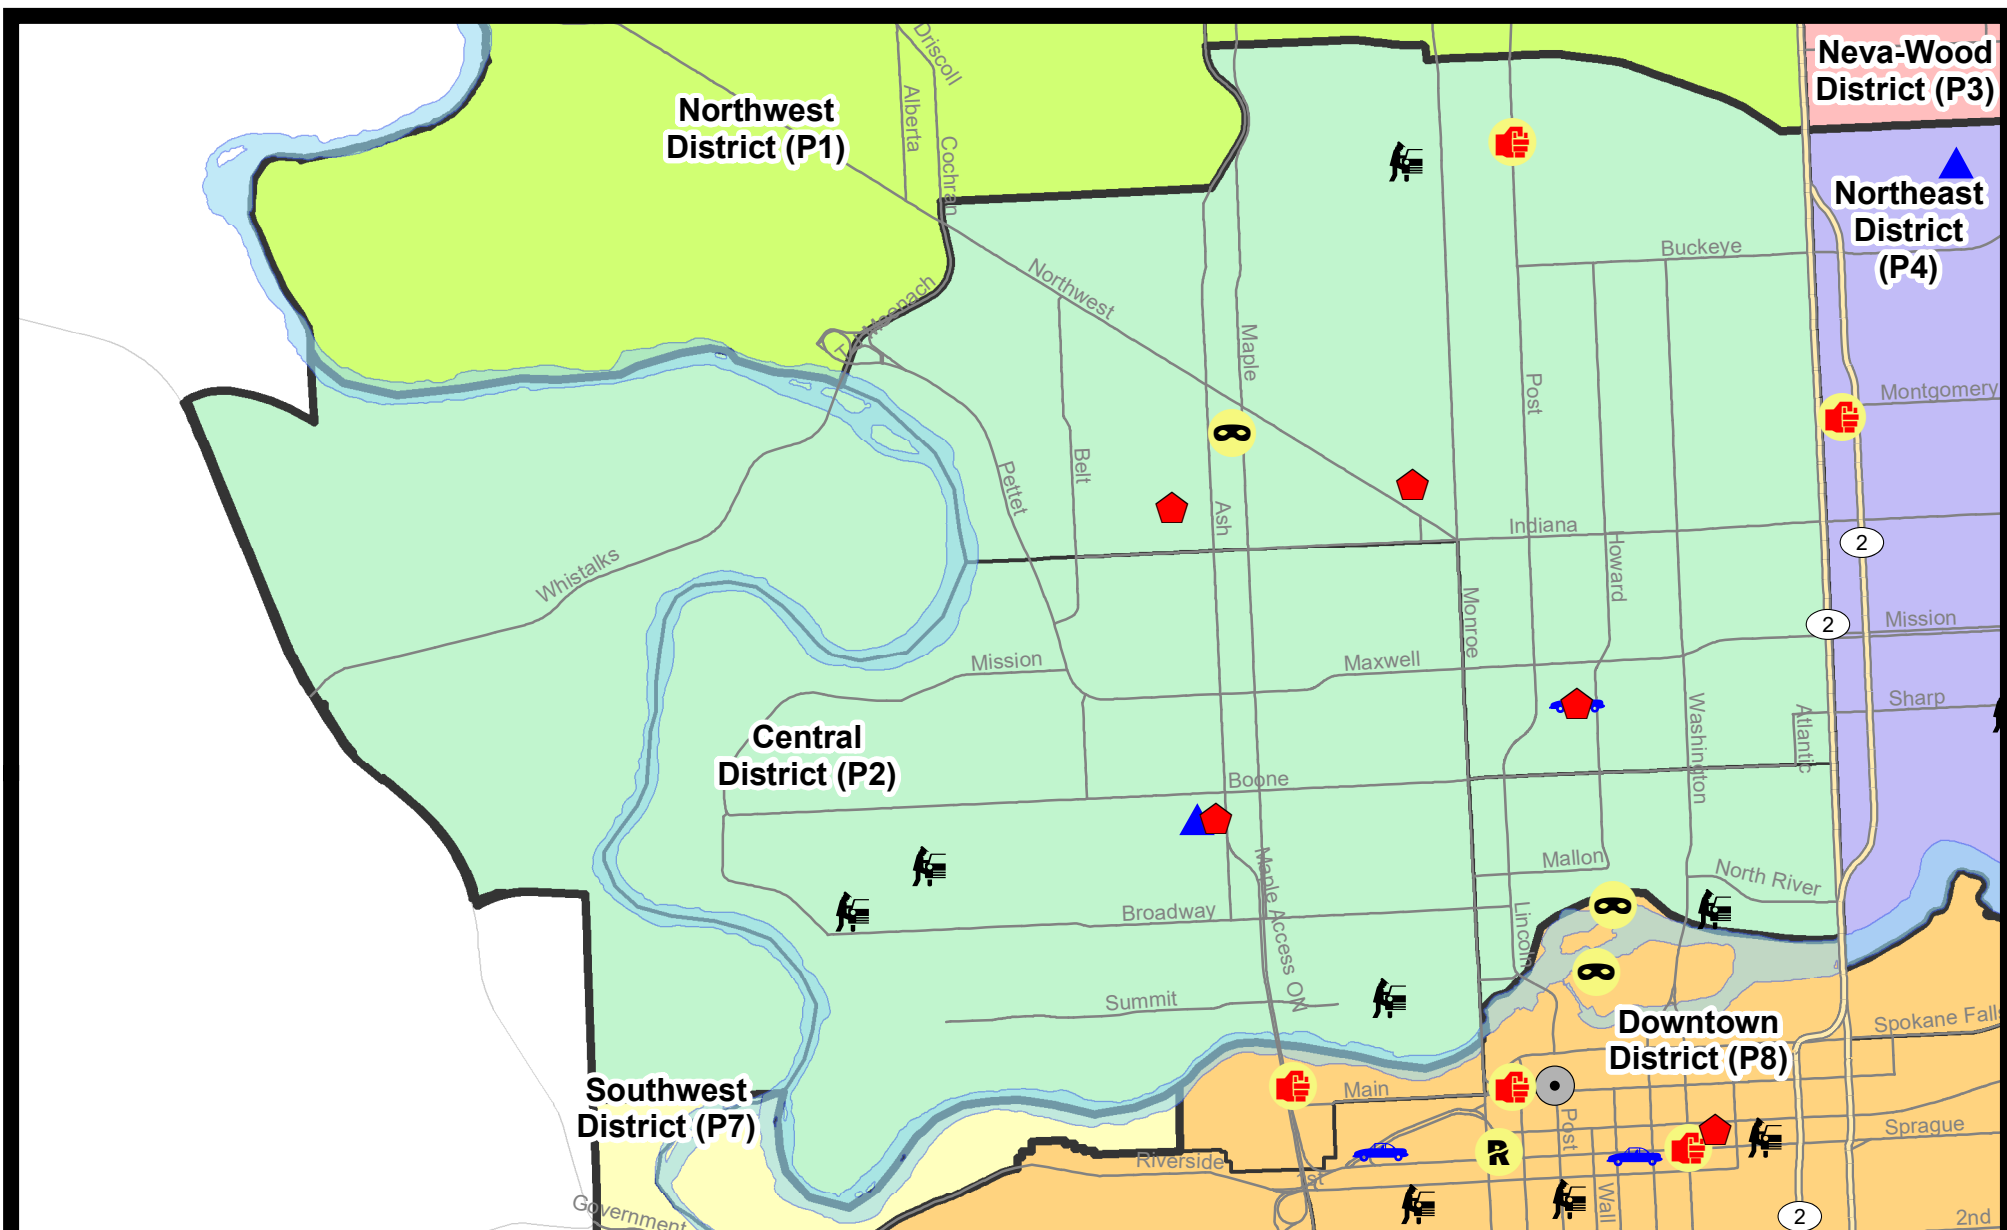 Driscoll
Neva-Wood
District (P3)
Northwest
District (P1)
Alberta
Cochran
Northeast
District
(P4)
Buckeye
Northwest
Maple
Post
Montgomery
Belt
Pettet
Ash
Indiana
2
Howard
Whistalks
Monroe
2
Mission
Mission
Maxwell
Sharp
Washington
Atlantic
Central
District (P2)
Boone
Mallon
North River
Maple Access ON
Broadway
Lincoln
Summit
Downtown
District (P8)
Spokane Falls
Southwest
District (P7)
Main
Post
Sprague
R
Riverside
1st
Wall
Government
2
2nd